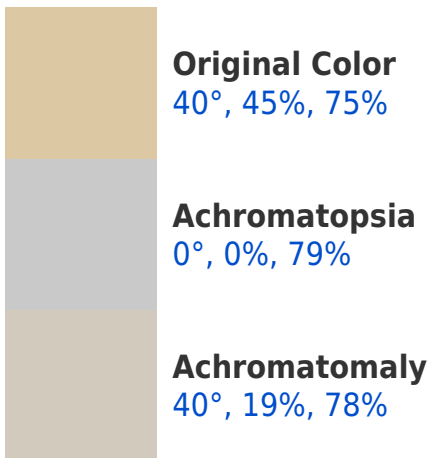 Original Color
40°, 45%, 75%
Achromatopsia
0°, 0%, 79%
Achromatomaly
40°, 19%, 78%